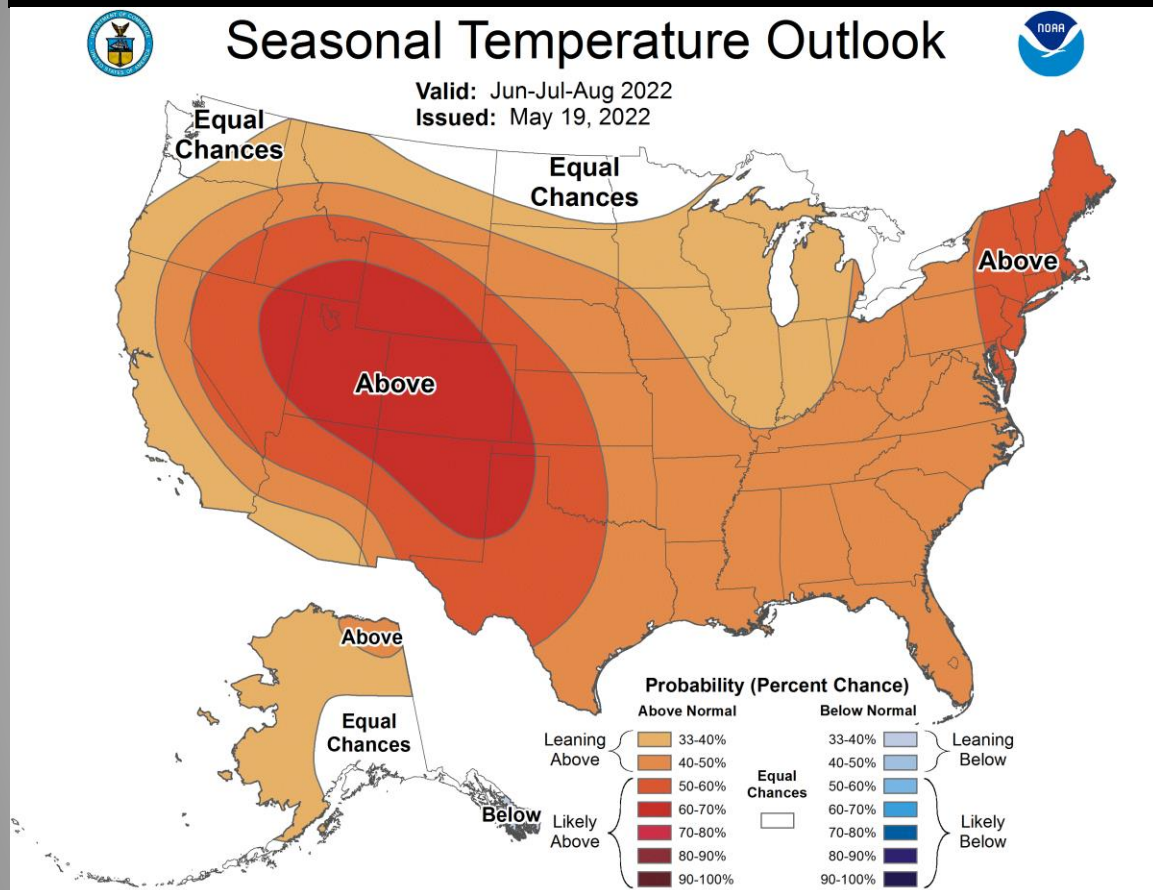 Seasonal Temperature Outlook
NOAA
Valid: Jun-Jul-Aug 2022
Issued: May 19, 2022
Equal
Chances
Equal
Chances
Above
Above
Above
Equal
Chances
Below
Probability (Percent Chance)
Above Normal
Below Normal
Leaning
Above
33-40%
40-50%
Likely
Above
50-60%
60-70%
70-80%
80-90%
90-100%
Equal
Chances
33-40%
40-50%
Leaning
Below
50-60%
60-70%
70-80%
80-90%
90-100%
Likely
Below